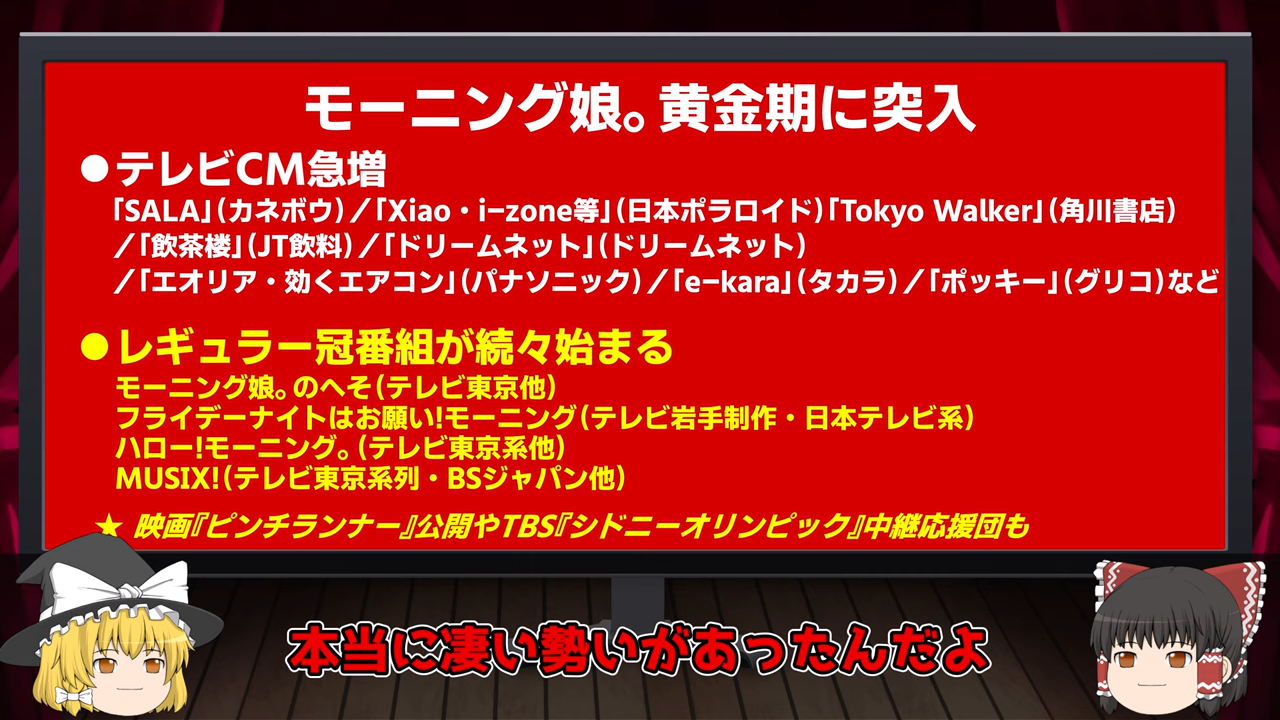 モーニング娘。黄金期に突入
●テレビCM急増
「SALA」(カネボウ)/「Xiao・i-zone等」(日本ポラロイド)「Tokyo Walker」(角川書店)
/「飲茶楼」(JT飲料)/「ドリームネット」(ドリームネット)
/「エオリア・効くエアコン」(パナソニック)/「e-kara」(タカラ)/「ポッキー」(グリコ)など
●レギュラー冠番組が続々始まる
モーニング娘。のへそ(テレビ東京他)
フライデーナイトはお願い!モーニング(テレビ岩手制作・日本テレビ系)
ハロー!モーニング。(テレビ東京系他)
MUSIX!(テレビ東京系列・BSジャパン他)
★ 映画『ピンチランナー』公開やTBS『シドニーオリンピック』中継応援団も
本当に凄い勢いがあったんだよ